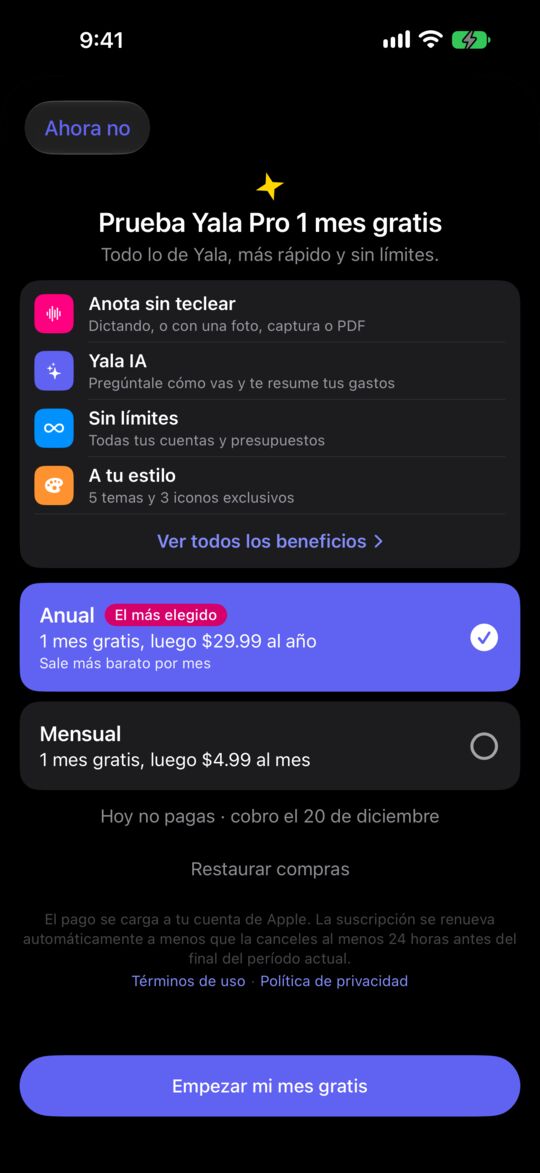 9:41
Ahora no
Prueba Yala Pro 1 mes gratis
Todo lo de Yala, más rápido y sin límites.
Anota sin teclear
Dictando, o con una foto, captura o PDF
Yala IA
Pregúntale cómo vas y te resume tus gastos
Sin límites
Todas tus cuentas y presupuestos
A tu estilo
5 temas y 3 iconos exclusivos
Ver todos los beneficios
Anual El más elegido
1 mes gratis, luego $29.99 al año
Sale más barato por mes
Mensual
1 mes gratis, luego $4.99 al mes
Hoy no pagas · cobro el 20 de diciembre
Restaurar compras
El pago se carga a tu cuenta de Apple. La suscripción se renueva
automáticamente a menos que la canceles al menos 24 horas antes del
final del período actual.
Términos de uso · Política de privacidad
Empezar mi mes gratis